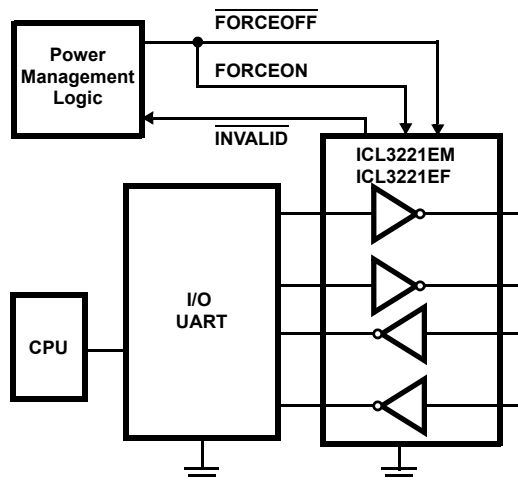 FORCEOFF
Power
Management
Logic
FORCEON
INVALID
ICL3221EM
ICL3221EF
I/O
UART
CPU